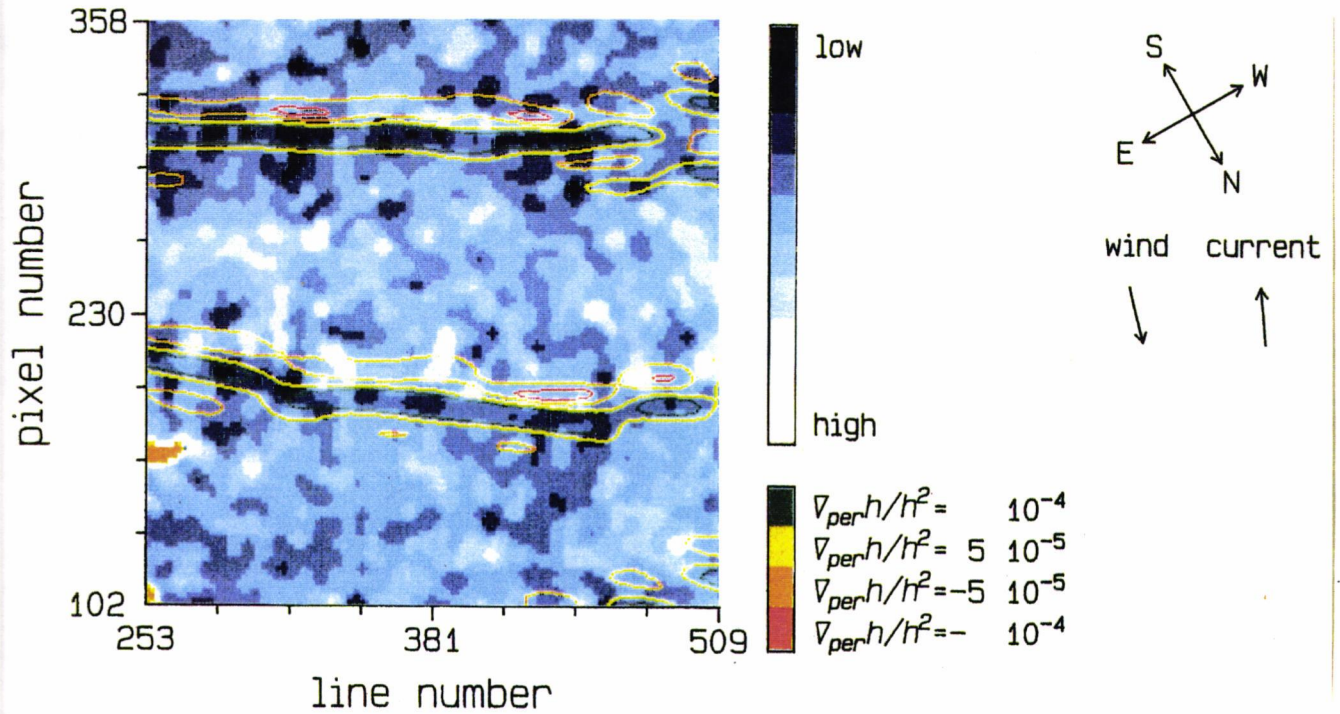 358
230
102
pixel number
253 381 509
line number
low
high
∇perh/h²= 10⁻⁴
∇perh/h²= 5 10⁻⁵
∇perh/h²=-5 10⁻⁵
∇perh/h²=- 10⁻⁴
S
W
E
N
wind current